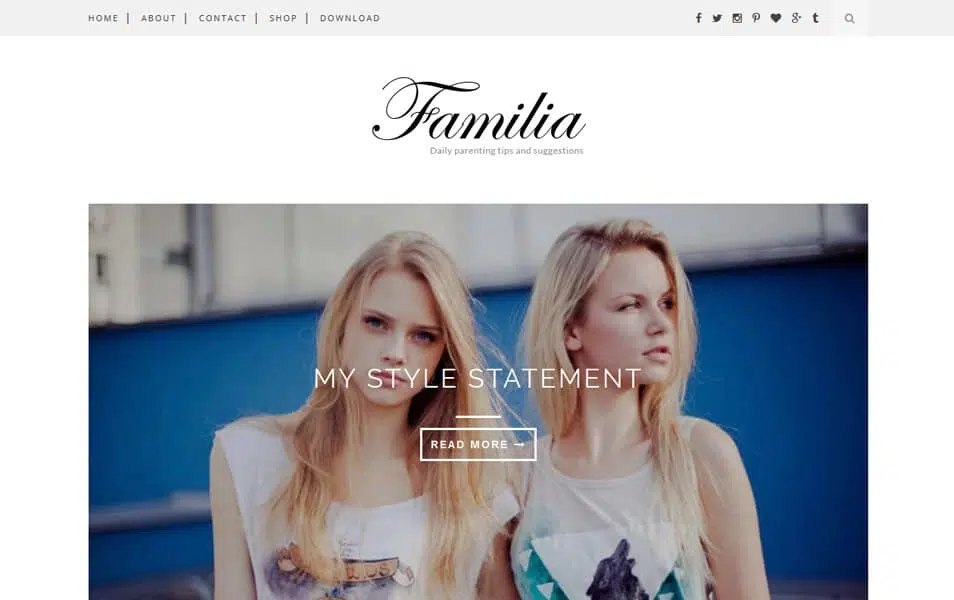 HOME | ABOUT | CONTACT | SHOP | DOWNLOAD
Familia
Daily parenting tips and suggestions
MY STYLE STATEMENT
READ MORE →